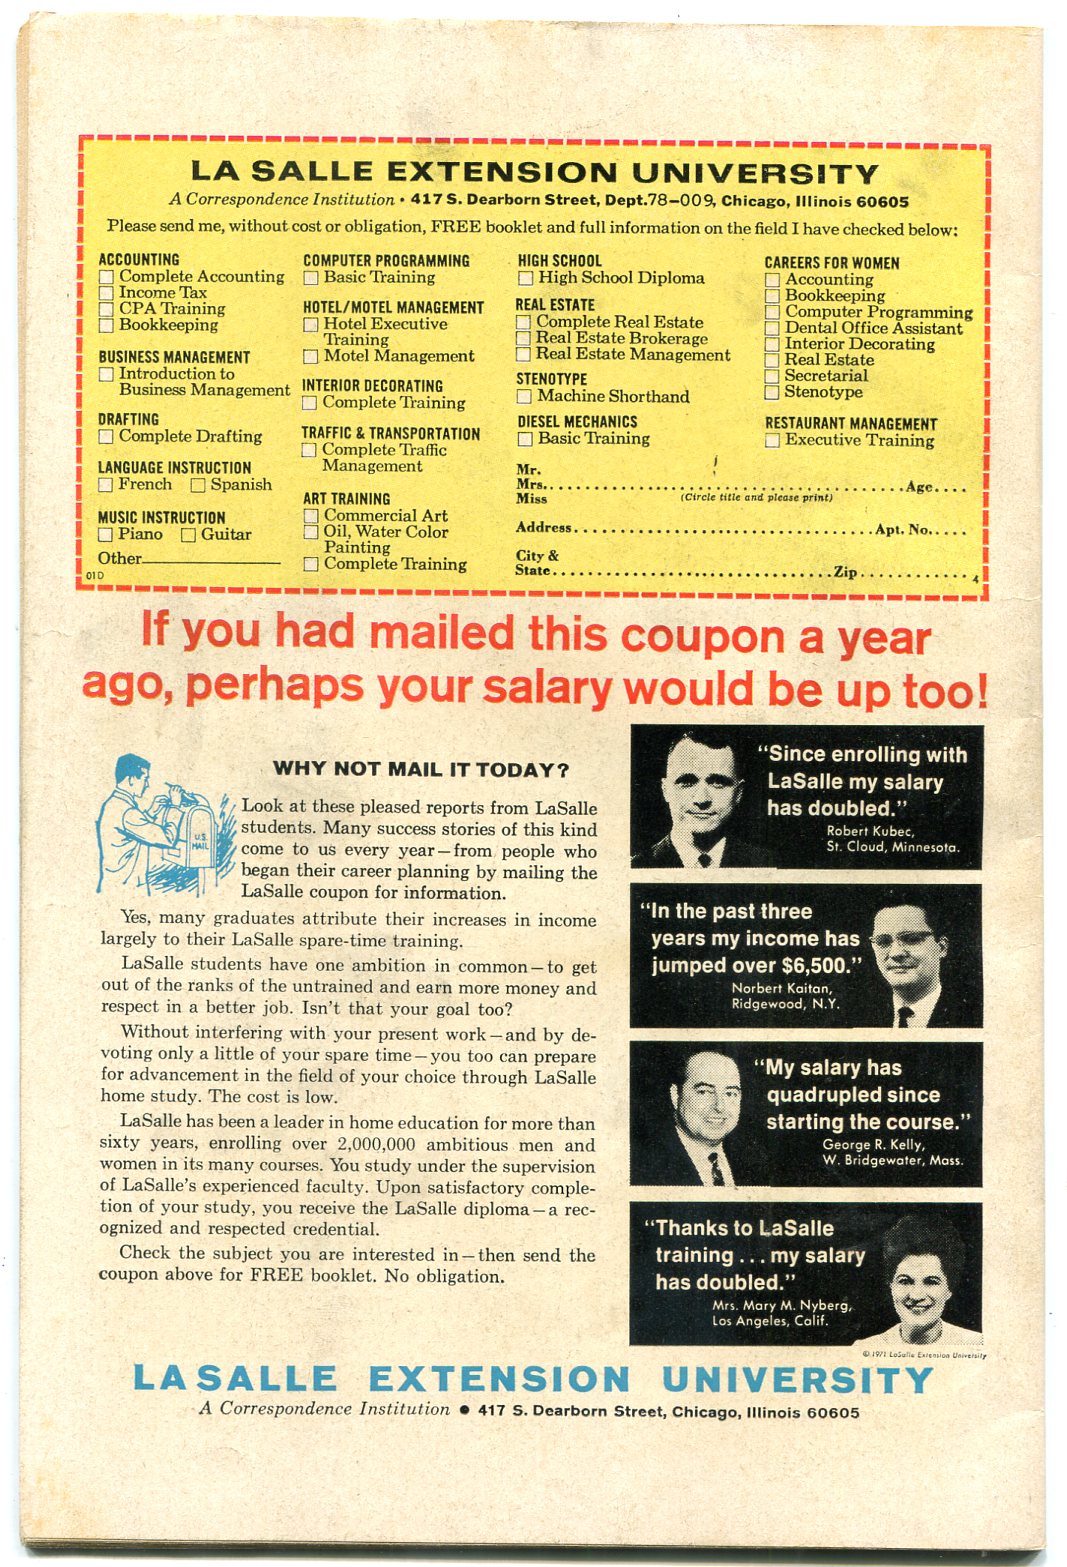 LA SALLE EXTENSION UNIVERSITY
A Correspondence Institution • 417 S. Dearborn Street, Dept.78-009, Chicago, Illinois 60605
Please send me, without cost or obligation, FREE booklet and full information on the field I have checked below:
ACCOUNTING
Complete Accounting
Income Tax
CPA Training
Bookkeeping
BUSINESS MANAGEMENT
Introduction to
Business Management
DRAFTING
Complete Drafting
LANGUAGE INSTRUCTION
French Spanish
MUSIC INSTRUCTION
Piano Guitar
Other
01D
COMPUTER PROGRAMMING
Basic Training
HOTEL/MOTEL MANAGEMENT
Hotel Executive
Training
Motel Management
INTERIOR DECORATING
Complete Training
TRAFFIC & TRANSPORTATION
Complete Traffic
Management
ART TRAINING
Commercial Art
Oil, Water Color
Painting
Complete Training
HIGH SCHOOL
High School Diploma
REAL ESTATE
Complete Real Estate
Real Estate Brokerage
Real Estate Management
STENOTYPE
Machine Shorthand
DIESEL MECHANICS
Basic Training
CAREERS FOR WOMEN
Accounting
Bookkeeping
Computer Programming
Dental Office Assistant
Interior Decorating
Real Estate
Secretarial
Stenotype
RESTAURANT MANAGEMENT
Executive Training
Mr.
Mrs. Age
Miss (Circle title and please print)
Address Apt. No.
City &
State Zip 4
If you had mailed this coupon a year
ago, perhaps your salary would be up too!
U.S.
MAIL
WHY NOT MAIL IT TODAY?
Look at these pleased reports from LaSalle
students. Many success stories of this kind
come to us every year—from people who
began their career planning by mailing the
LaSalle coupon for information.
Yes, many graduates attribute their increases in income
largely to their LaSalle spare-time training.
LaSalle students have one ambition in common—to get
out of the ranks of the untrained and earn more money and
respect in a better job. Isn't that your goal too?
Without interfering with your present work—and by de-
voting only a little of your spare time—you too can prepare
for advancement in the field of your choice through LaSalle
home study. The cost is low.
LaSalle has been a leader in home education for more than
sixty years, enrolling over 2,000,000 ambitious men and
women in its many courses. You study under the supervision
of LaSalle's experienced faculty. Upon satisfactory comple-
tion of your study, you receive the LaSalle diploma—a rec-
ognized and respected credential.
Check the subject you are interested in—then send the
coupon above for FREE booklet. No obligation.
"Since enrolling with
LaSalle my salary
has doubled."
Robert Kubec,
St. Cloud, Minnesota.
"In the past three
years my income has
jumped over $6,500."
Norbert Kaitan,
Ridgewood, N.Y.
"My salary has
quadrupled since
starting the course."
George R. Kelly,
W. Bridgewater, Mass.
"Thanks to LaSalle
training...my salary
has doubled."
Mrs. Mary M. Nyberg,
Los Angeles, Calif.
© 1971 LaSalle Extension University
LA SALLE EXTENSION UNIVERSITY
A Correspondence Institution • 417 S. Dearborn Street, Chicago, Illinois 60605